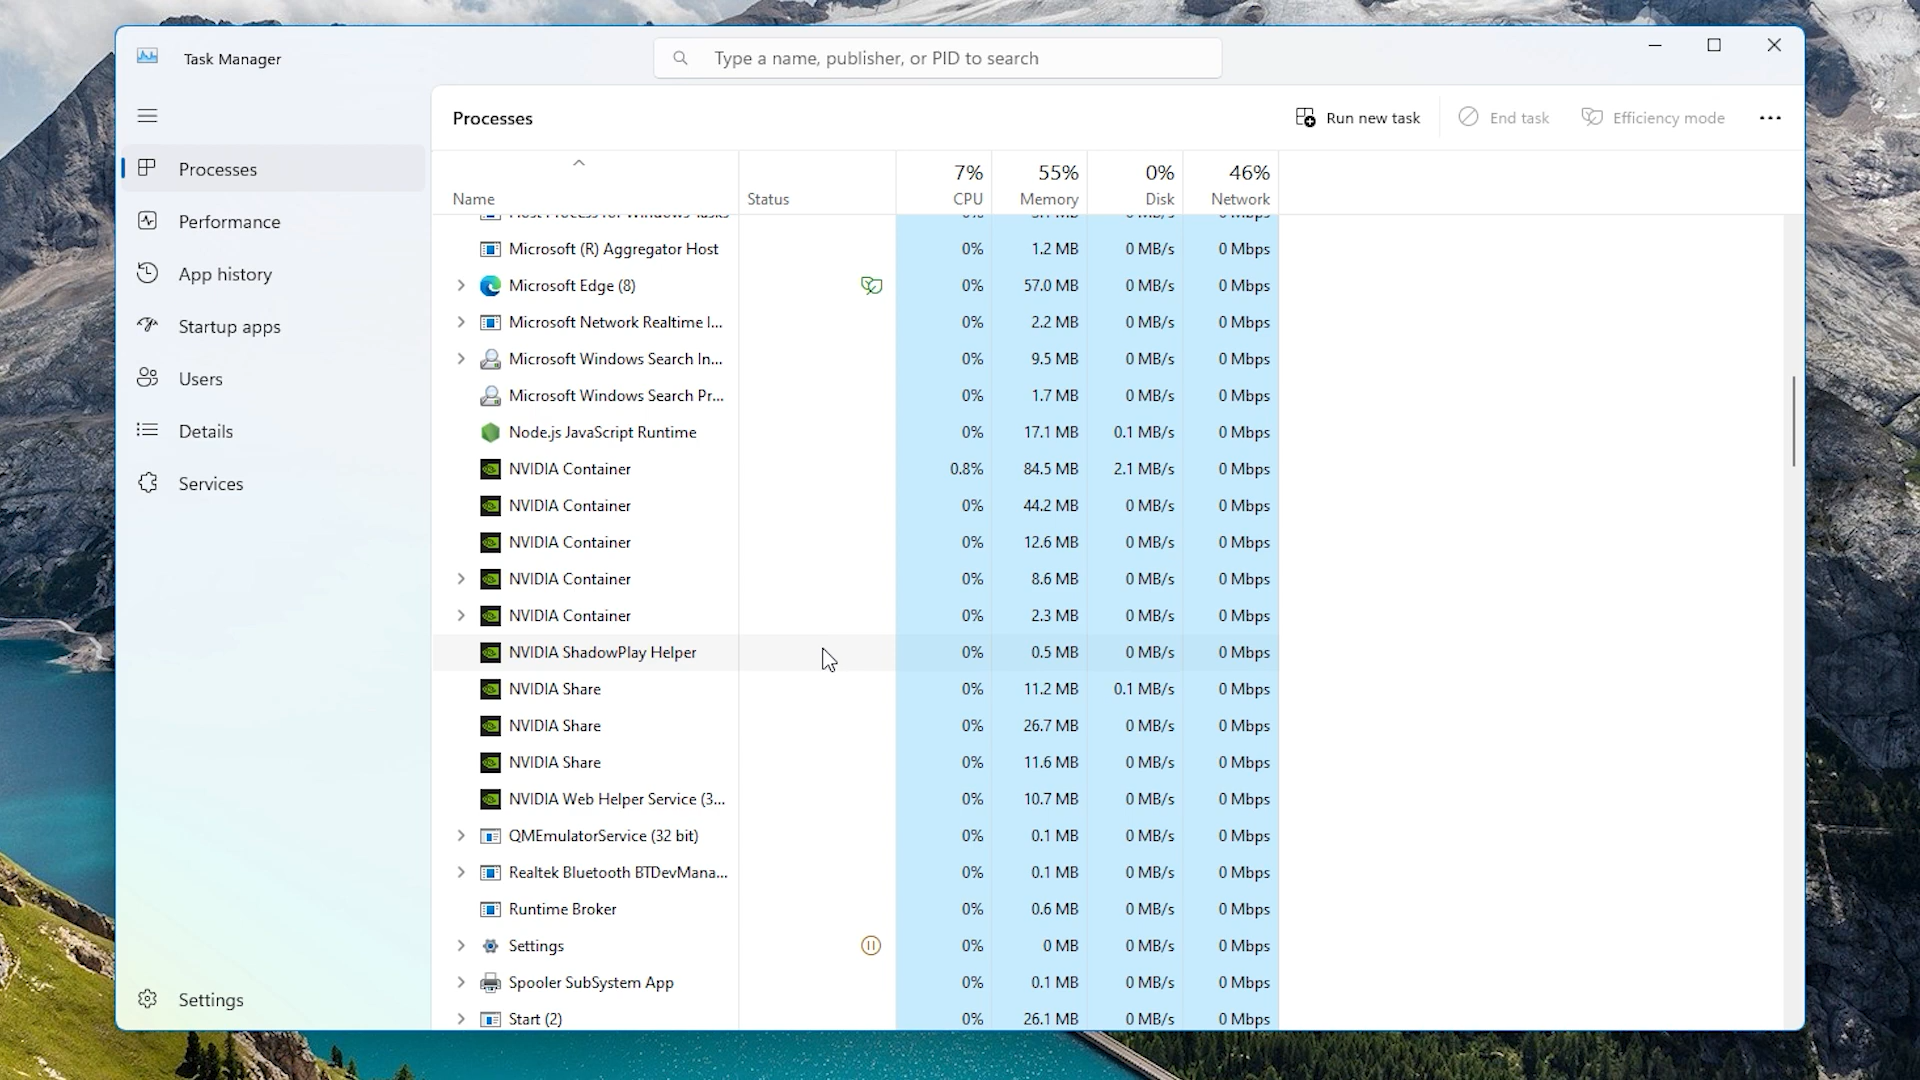 Task Manager
Type a name, publisher, or PID to search
Processes
Performance
App history
Startup apps
Users
Details
Services
Settings
Processes
Run new task
End task
Efficiency mode
7% 55% 0% 46%
Name Status CPU Memory Disk Network
Microsoft (R) Aggregator Host 0% 1.2 MB 0 MB/s 0 Mbps
Microsoft Edge (8) 0% 57.0 MB 0 MB/s 0 Mbps
Microsoft Network Realtime I... 0% 2.2 MB 0 MB/s 0 Mbps
Microsoft Windows Search In... 0% 9.5 MB 0 MB/s 0 Mbps
Microsoft Windows Search Pr... 0% 1.7 MB 0 MB/s 0 Mbps
Node.js JavaScript Runtime 0% 17.1 MB 0.1 MB/s 0 Mbps
NVIDIA Container 0.8% 84.5 MB 2.1 MB/s 0 Mbps
NVIDIA Container 0% 44.2 MB 0 MB/s 0 Mbps
NVIDIA Container 0% 12.6 MB 0 MB/s 0 Mbps
NVIDIA Container 0% 8.6 MB 0 MB/s 0 Mbps
NVIDIA Container 0% 2.3 MB 0 MB/s 0 Mbps
NVIDIA ShadowPlay Helper 0% 0.5 MB 0 MB/s 0 Mbps
NVIDIA Share 0% 11.2 MB 0.1 MB/s 0 Mbps
NVIDIA Share 0% 26.7 MB 0 MB/s 0 Mbps
NVIDIA Share 0% 11.6 MB 0 MB/s 0 Mbps
NVIDIA Web Helper Service (3... 0% 10.7 MB 0 MB/s 0 Mbps
QMEmulatorService (32 bit) 0% 0.1 MB 0 MB/s 0 Mbps
Realtek Bluetooth BTDevMana... 0% 0.1 MB 0 MB/s 0 Mbps
Runtime Broker 0% 0.6 MB 0 MB/s 0 Mbps
Settings 0% 0 MB 0 MB/s 0 Mbps
Spooler SubSystem App 0% 0.1 MB 0 MB/s 0 Mbps
Start (2) 0% 26.1 MB 0 MB/s 0 Mbps